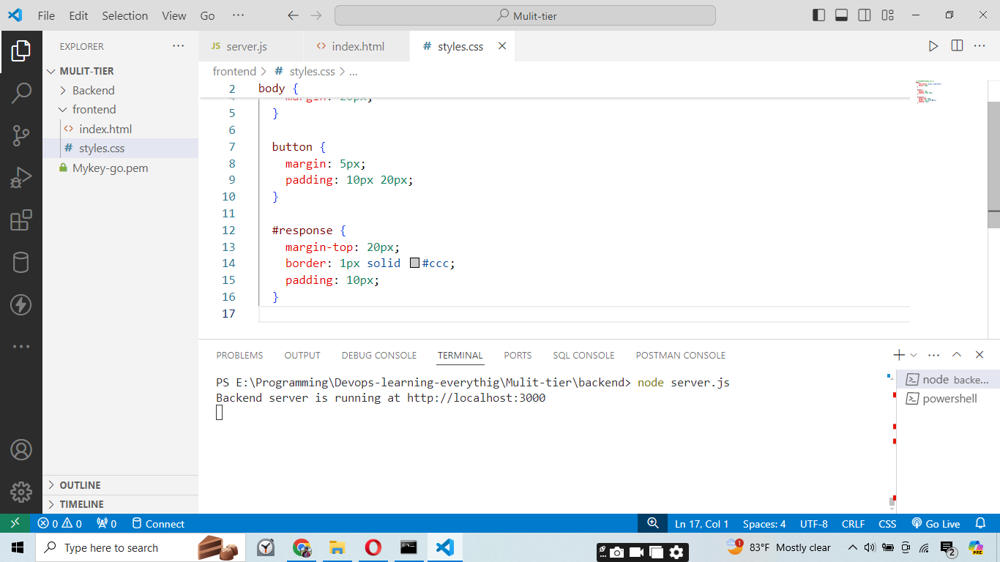 File Edit Selection View Go ··· Mulit-tier
EXPLORER ···
MULIT-TIER
Backend
frontend
<> index.html
# styles.css
Mykey-go.pem
OUTLINE
TIMELINE
JS server.js <> index.html # styles.css
frontend > # styles.css > ...
2 body {
5 }
6
7 button {
8 margin: 5px;
9 padding: 10px 20px;
10 }
11
12 #response {
13 margin-top: 20px;
14 border: 1px solid #ccc;
15 padding: 10px;
16 }
17
PROBLEMS OUTPUT DEBUG CONSOLE TERMINAL PORTS SQL CONSOLE POSTMAN CONSOLE
PS E:\Programming\Devops-learning-everythig\Mulit-tier\backend> node server.js
Backend server is running at http://localhost:3000
node backe...
powershell
0 0 0 Connect Ln 17, Col 1 Spaces: 4 UTF-8 CRLF CSS Go Live
Type here to search 1 83°F Mostly clear 2 PRE